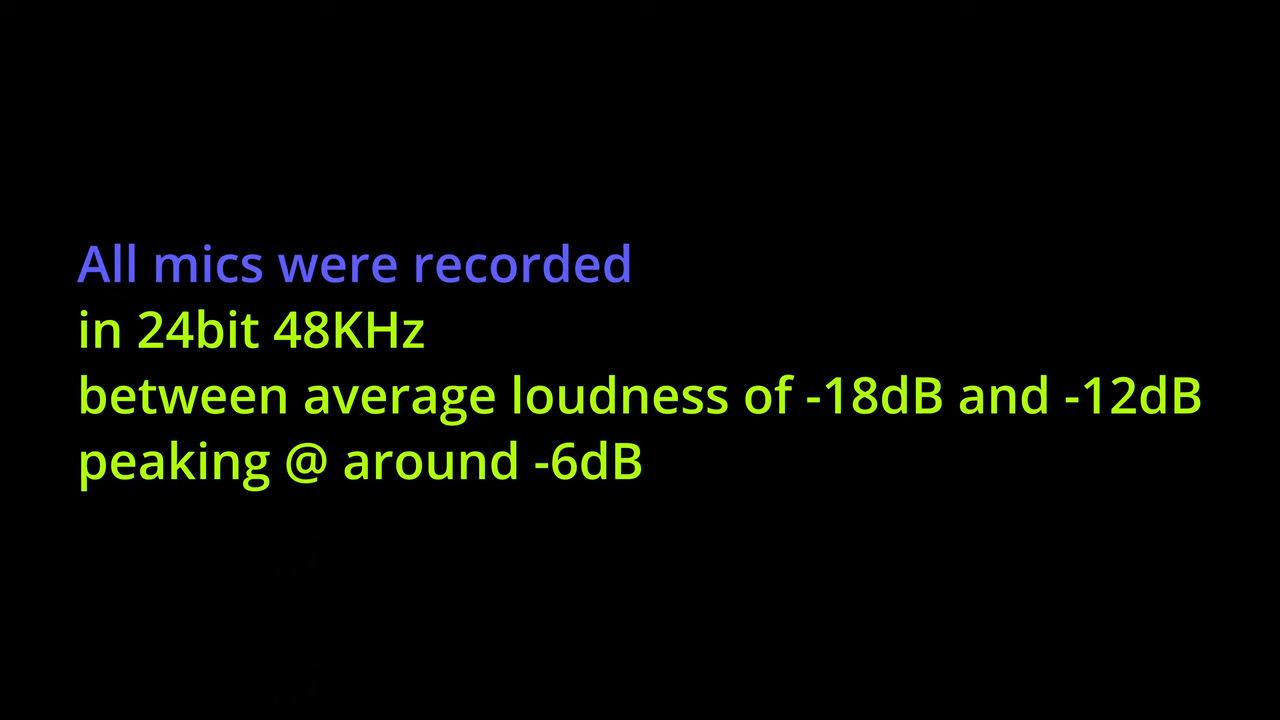 All mics were recorded
in 24bit 48KHz
between average loudness of -18dB and -12dB
peaking @ around -6dB